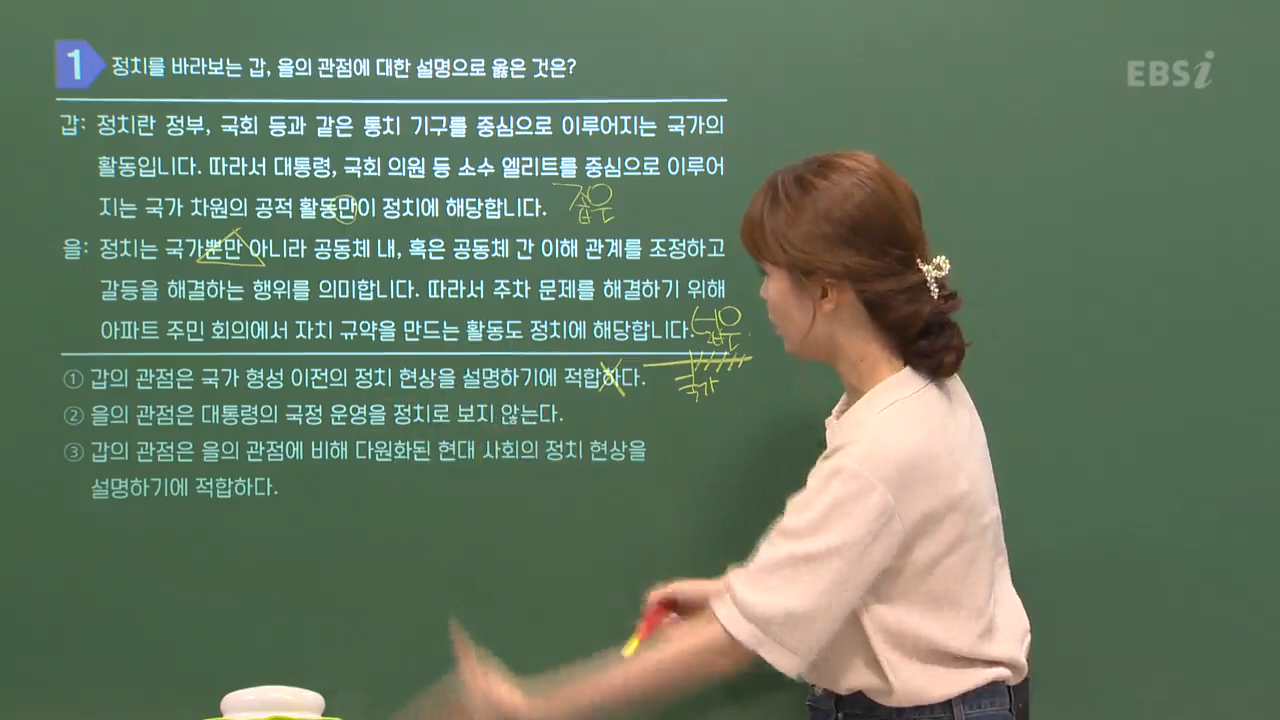 1 정치를 바라보는 갑, 을의 관점에 대한 설명으로 옳은 것은?
EBSi
갑: 정치란 정부, 국회 등과 같은 통치 기구를 중심으로 이루어지는 국가의
활동입니다. 따라서 대통령, 국회 의원 등 소수 엘리트를 중심으로 이루어
지는 국가 차원의 공적 활동만이 정치에 해당합니다. 좁은
을: 정치는 국가뿐만 아니라 공동체 내, 혹은 공동체 간 이해 관계를 조정하고
갈등을 해결하는 행위를 의미합니다. 따라서 주차 문제를 해결하기 위해
아파트 주민 회의에서 자치 규약을 만드는 활동도 정치에 해당합니다. 넓은
① 갑의 관점은 국가 형성 이전의 정치 현상을 설명하기에 적합하다.
국가
② 을의 관점은 대통령의 국정 운영을 정치로 보지 않는다.
③ 갑의 관점은 을의 관점에 비해 다원화된 현대 사회의 정치 현상을
설명하기에 적합하다.